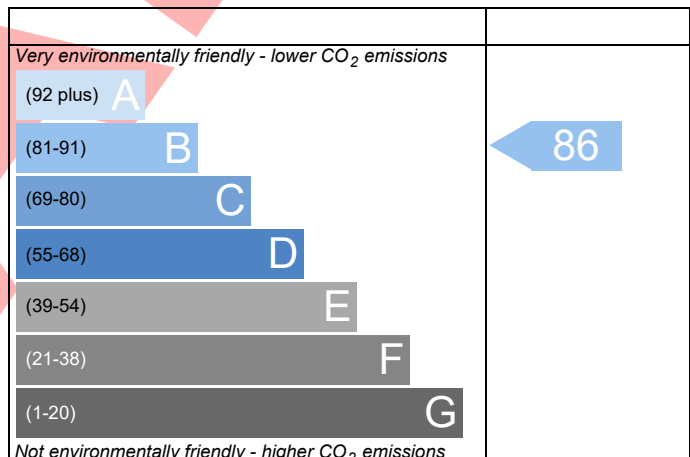 Very environmentally friendly - lower CO2 emissions
(92 plus) A
(81-91) B
86
(69-80) C
(55-68) D
(39-54) E
(21-38) F
(1-20) G
Not environmentally friendly - higher CO2 emissions